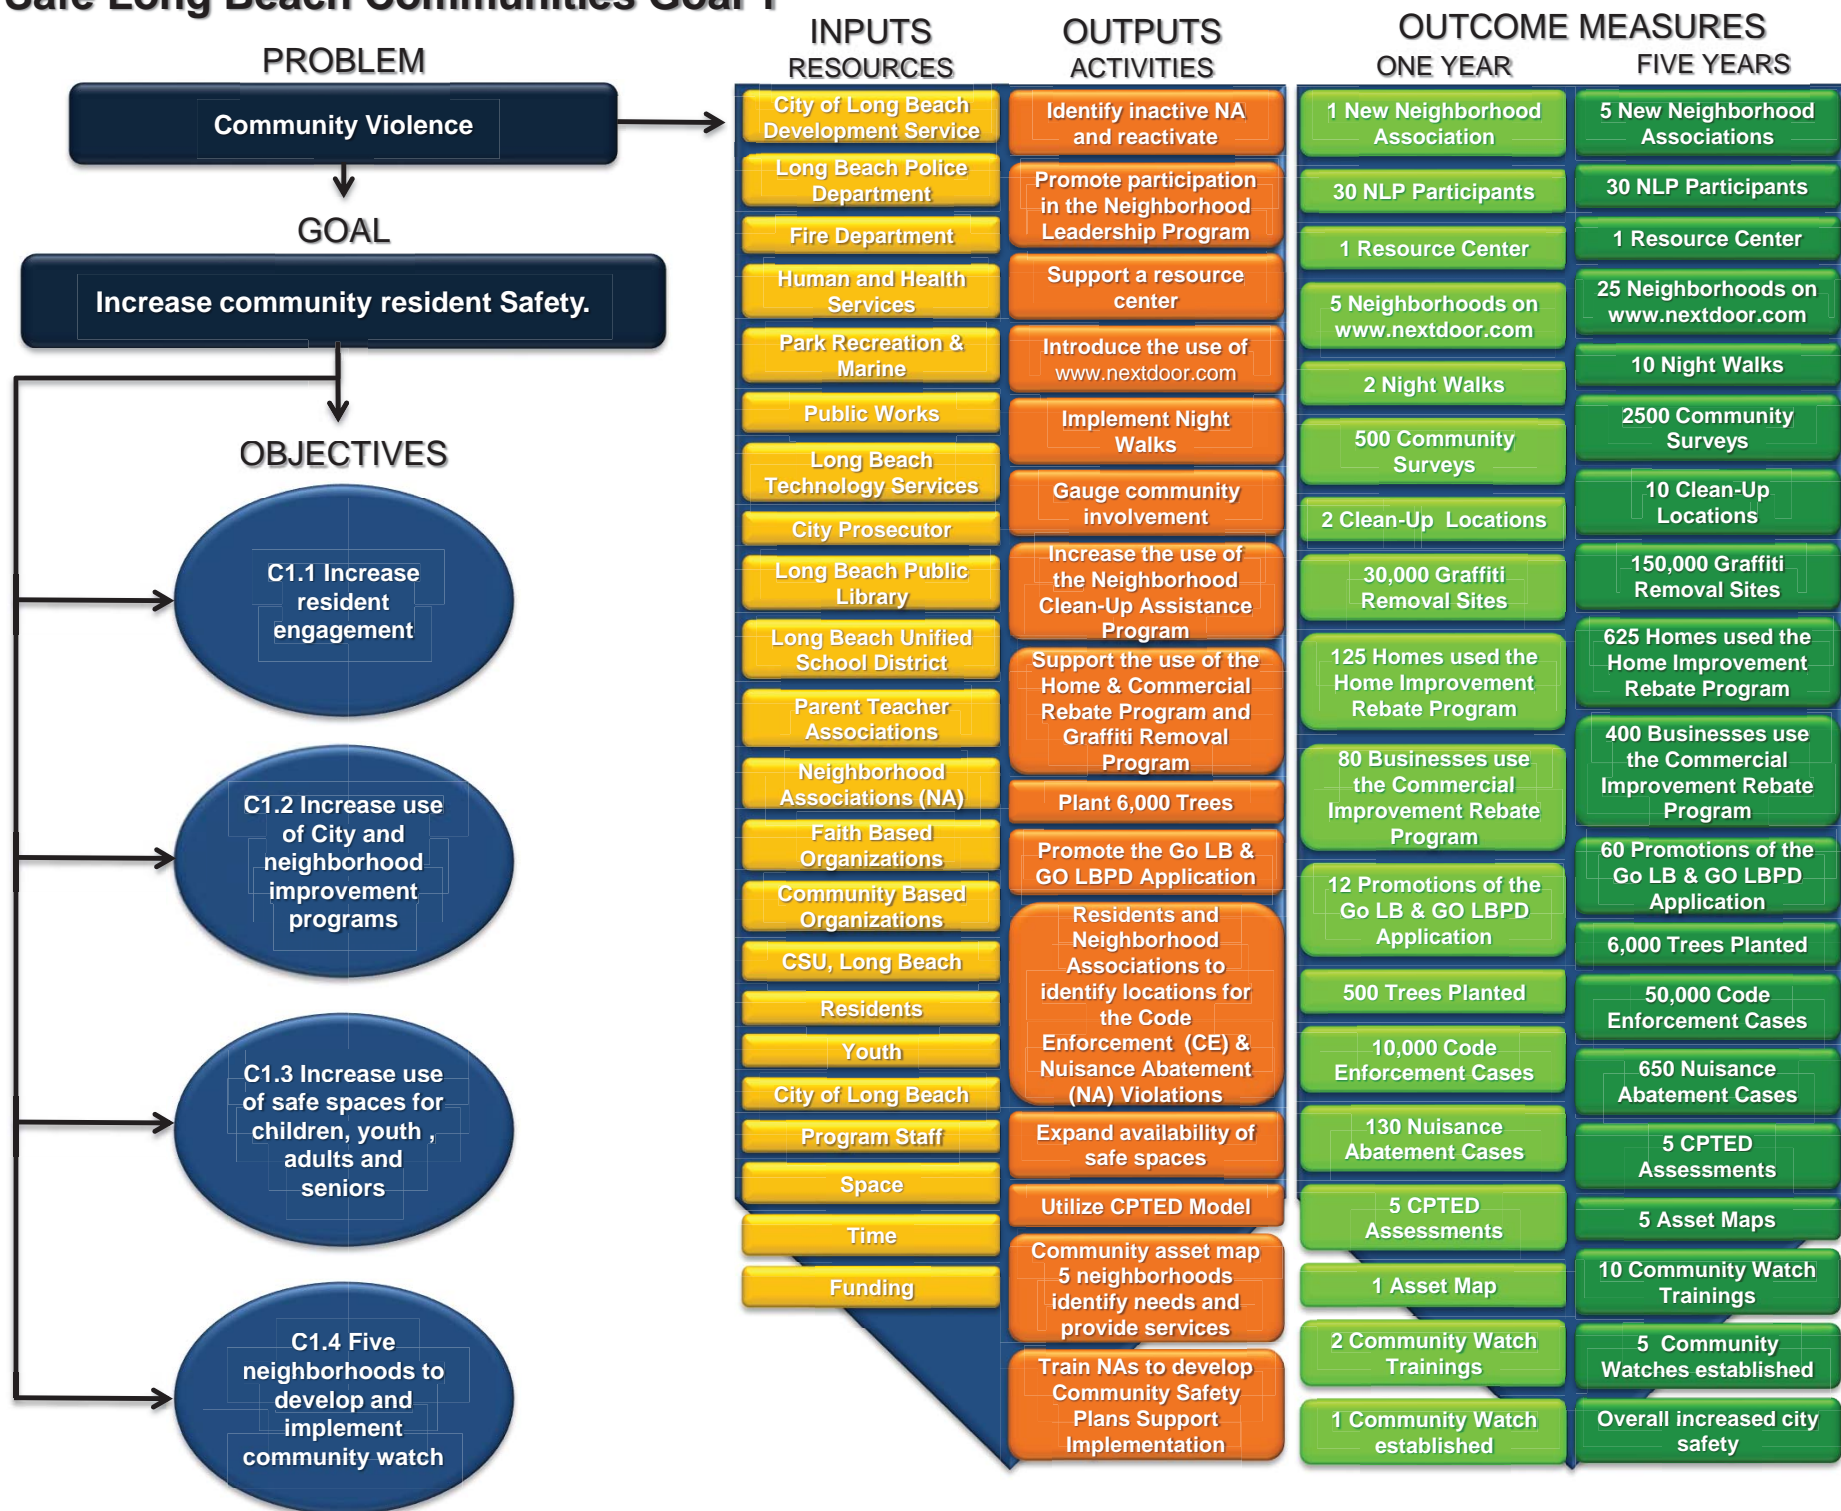 Safe Long Beach Communities Goal 1
PROBLEM
Community Violence
GOAL
Increase community resident Safety.
OBJECTIVES
C1.1 Increase
resident
engagement
C1.2 Increase use
of City and
neighborhood
improvement
programs
C1.3 Increase use
of safe spaces for
children, youth ,
adults and
seniors
C1.4 Five
neighborhoods to
develop and
implement
community watch
INPUTS
RESOURCES
City of Long Beach
Development Service
Long Beach Police
Department
Fire Department
Human and Health
Services
Park Recreation &
Marine
Public Works
Long Beach
Technology Services
City Prosecutor
Long Beach Public
Library
Long Beach Unified
School District
Parent Teacher
Associations
Neighborhood
Associations (NA)
Faith Based
Organizations
Community Based
Organizations
CSU, Long Beach
Residents
Youth
City of Long Beach
Program Staff
Space
Time
Funding
OUTPUTS
ACTIVITIES
Identify inactive NA
and reactivate
Promote participation
in the Neighborhood
Leadership Program
Support a resource
center
Introduce the use of
www.nextdoor.com
Implement Night
Walks
Gauge community
involvement
Increase the use of
the Neighborhood
Clean-Up Assistance
Program
Support the use of the
Home & Commercial
Rebate Program and
Graffiti Removal
Program
Plant 6,000 Trees
Promote the Go LB &
GO LBPD Application
Residents and
Neighborhood
Associations to
identify locations for
the Code
Enforcement (CE) &
Nuisance Abatement
(NA) Violations
Expand availability of
safe spaces
Utilize CPTED Model
Community asset map
5 neighborhoods
identify needs and
provide services
Train NAs to develop
Community Safety
Plans Support
Implementation
OUTCOME MEASURES
ONE YEAR
1 New Neighborhood
Association
30 NLP Participants
1 Resource Center
5 Neighborhoods on
www.nextdoor.com
2 Night Walks
500 Community
Surveys
2 Clean-Up Locations
30,000 Graffiti
Removal Sites
125 Homes used the
Home Improvement
Rebate Program
80 Businesses use
the Commercial
Improvement Rebate
Program
12 Promotions of the
Go LB & GO LBPD
Application
500 Trees Planted
10,000 Code
Enforcement Cases
130 Nuisance
Abatement Cases
5 CPTED
Assessments
1 Asset Map
2 Community Watch
Trainings
1 Community Watch
established
FIVE YEARS
5 New Neighborhood
Associations
30 NLP Participants
1 Resource Center
25 Neighborhoods on
www.nextdoor.com
10 Night Walks
2500 Community
Surveys
10 Clean-Up
Locations
150,000 Graffiti
Removal Sites
625 Homes used the
Home Improvement
Rebate Program
400 Businesses use
the Commercial
Improvement Rebate
Program
60 Promotions of the
Go LB & GO LBPD
Application
6,000 Trees Planted
50,000 Code
Enforcement Cases
650 Nuisance
Abatement Cases
5 CPTED
Assessments
5 Asset Maps
10 Community Watch
Trainings
5 Community
Watches established
Overall increased city
safety